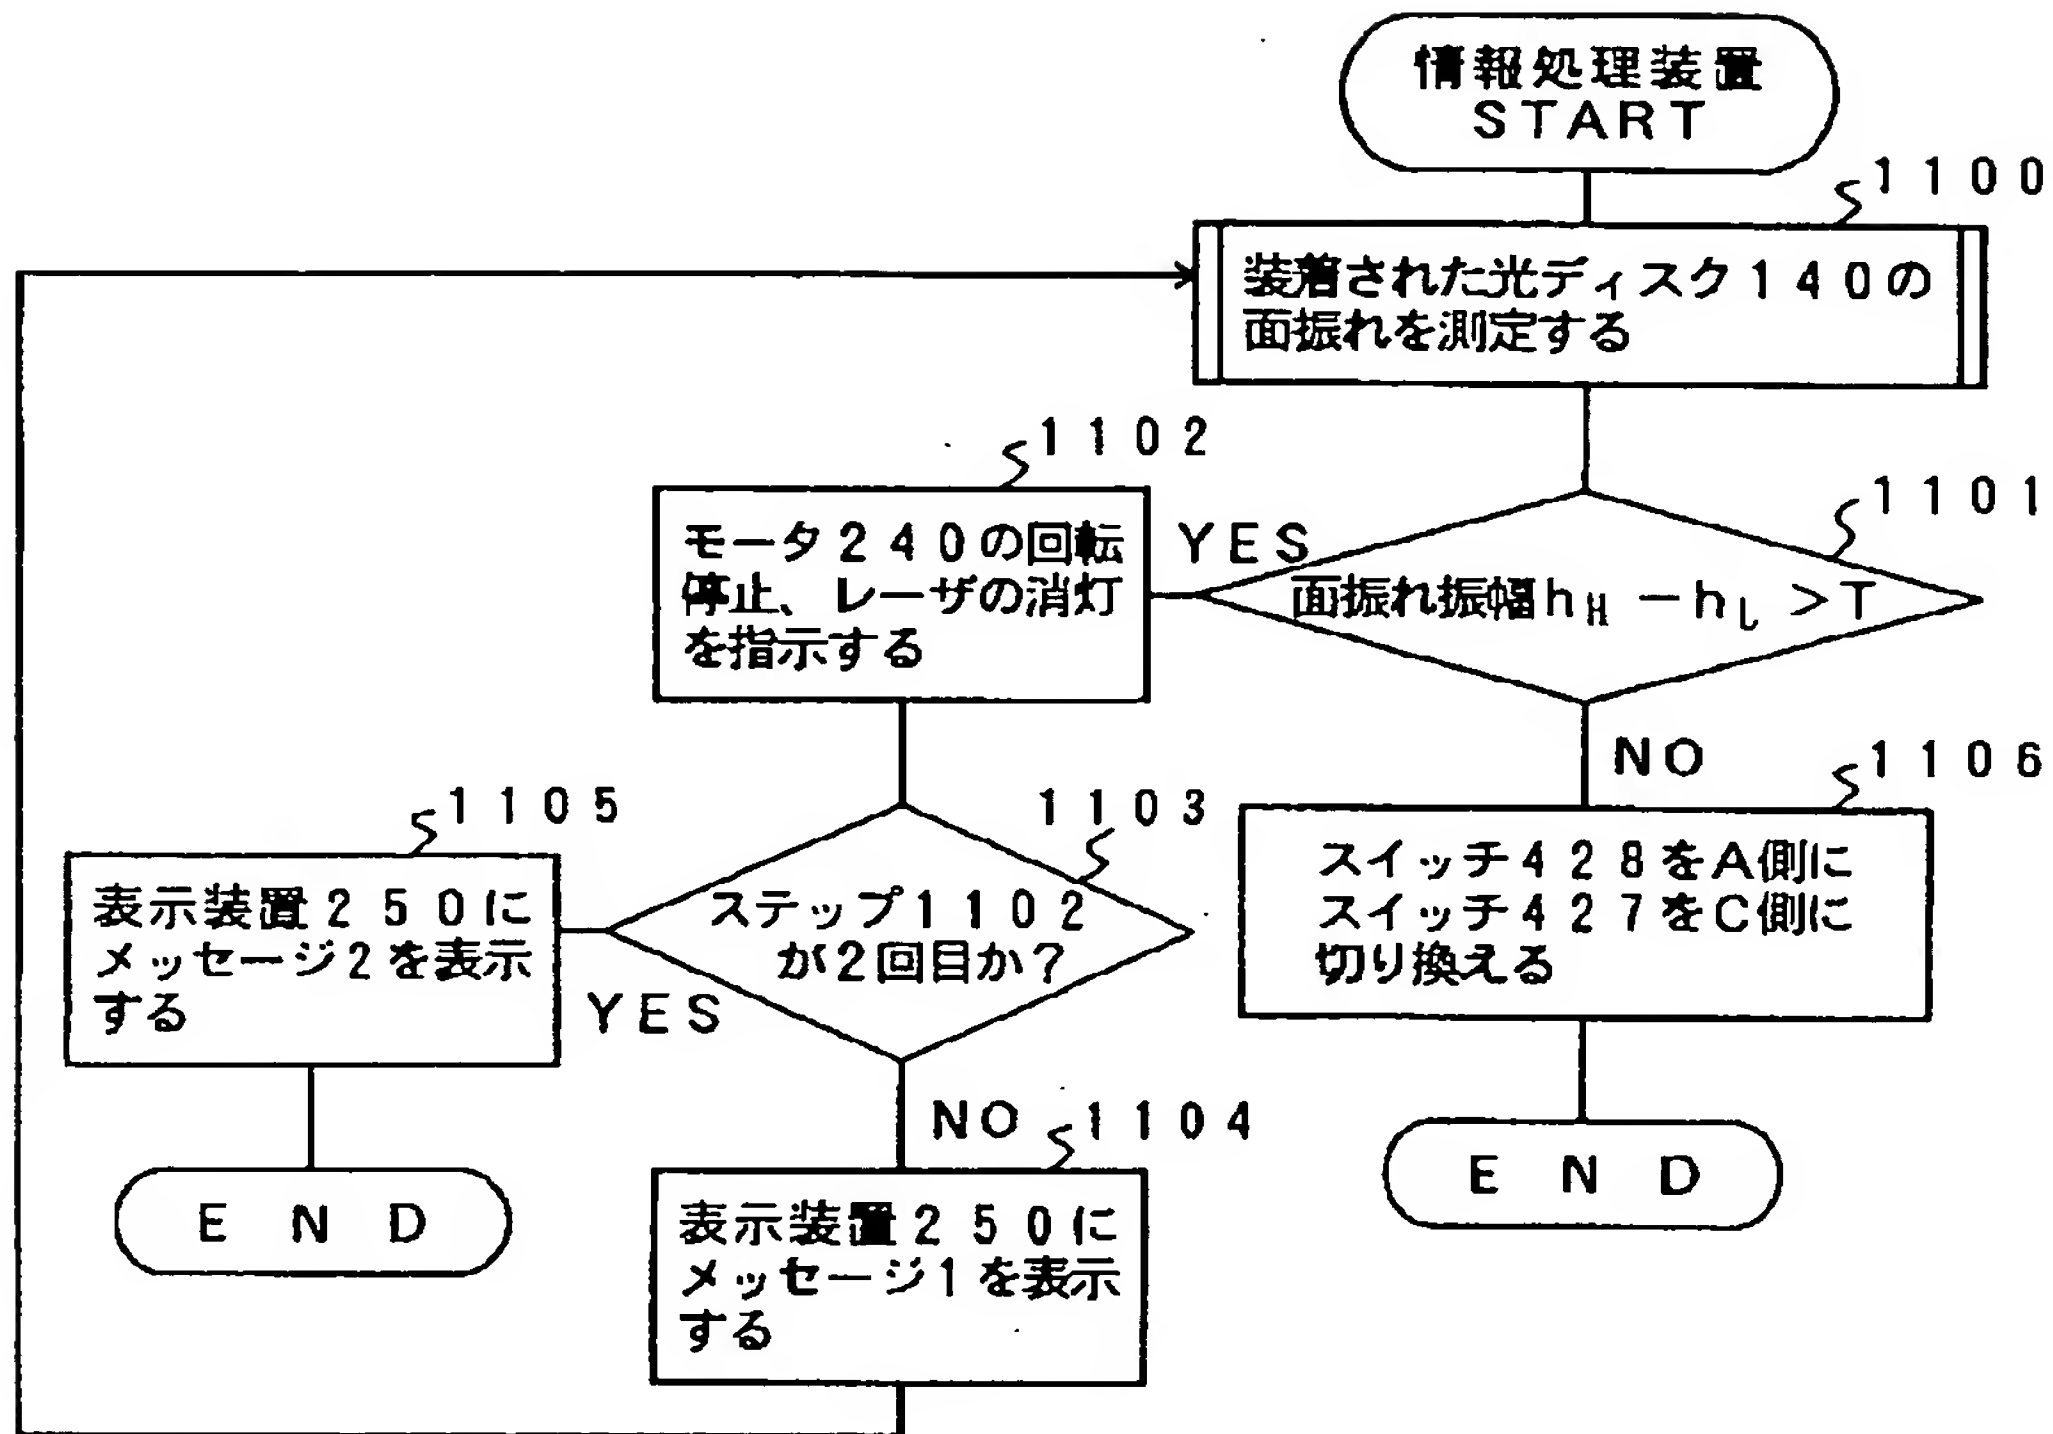 情報処理装置
START
1100
装着された光ディスク140の
面振れを測定する
1102
モータ240の回転
停止、レーザの消灯
を指示する
YES
1101
面振れ振幅hH－hL＞T
NO
1106
スイッチ428をA側に
スイッチ427をC側に
切り換える
END
1103
ステップ1102
が2回目か？
YES
1105
表示装置250に
メッセージ2を表示
する
END
NO
1104
表示装置250に
メッセージ1を表示
する